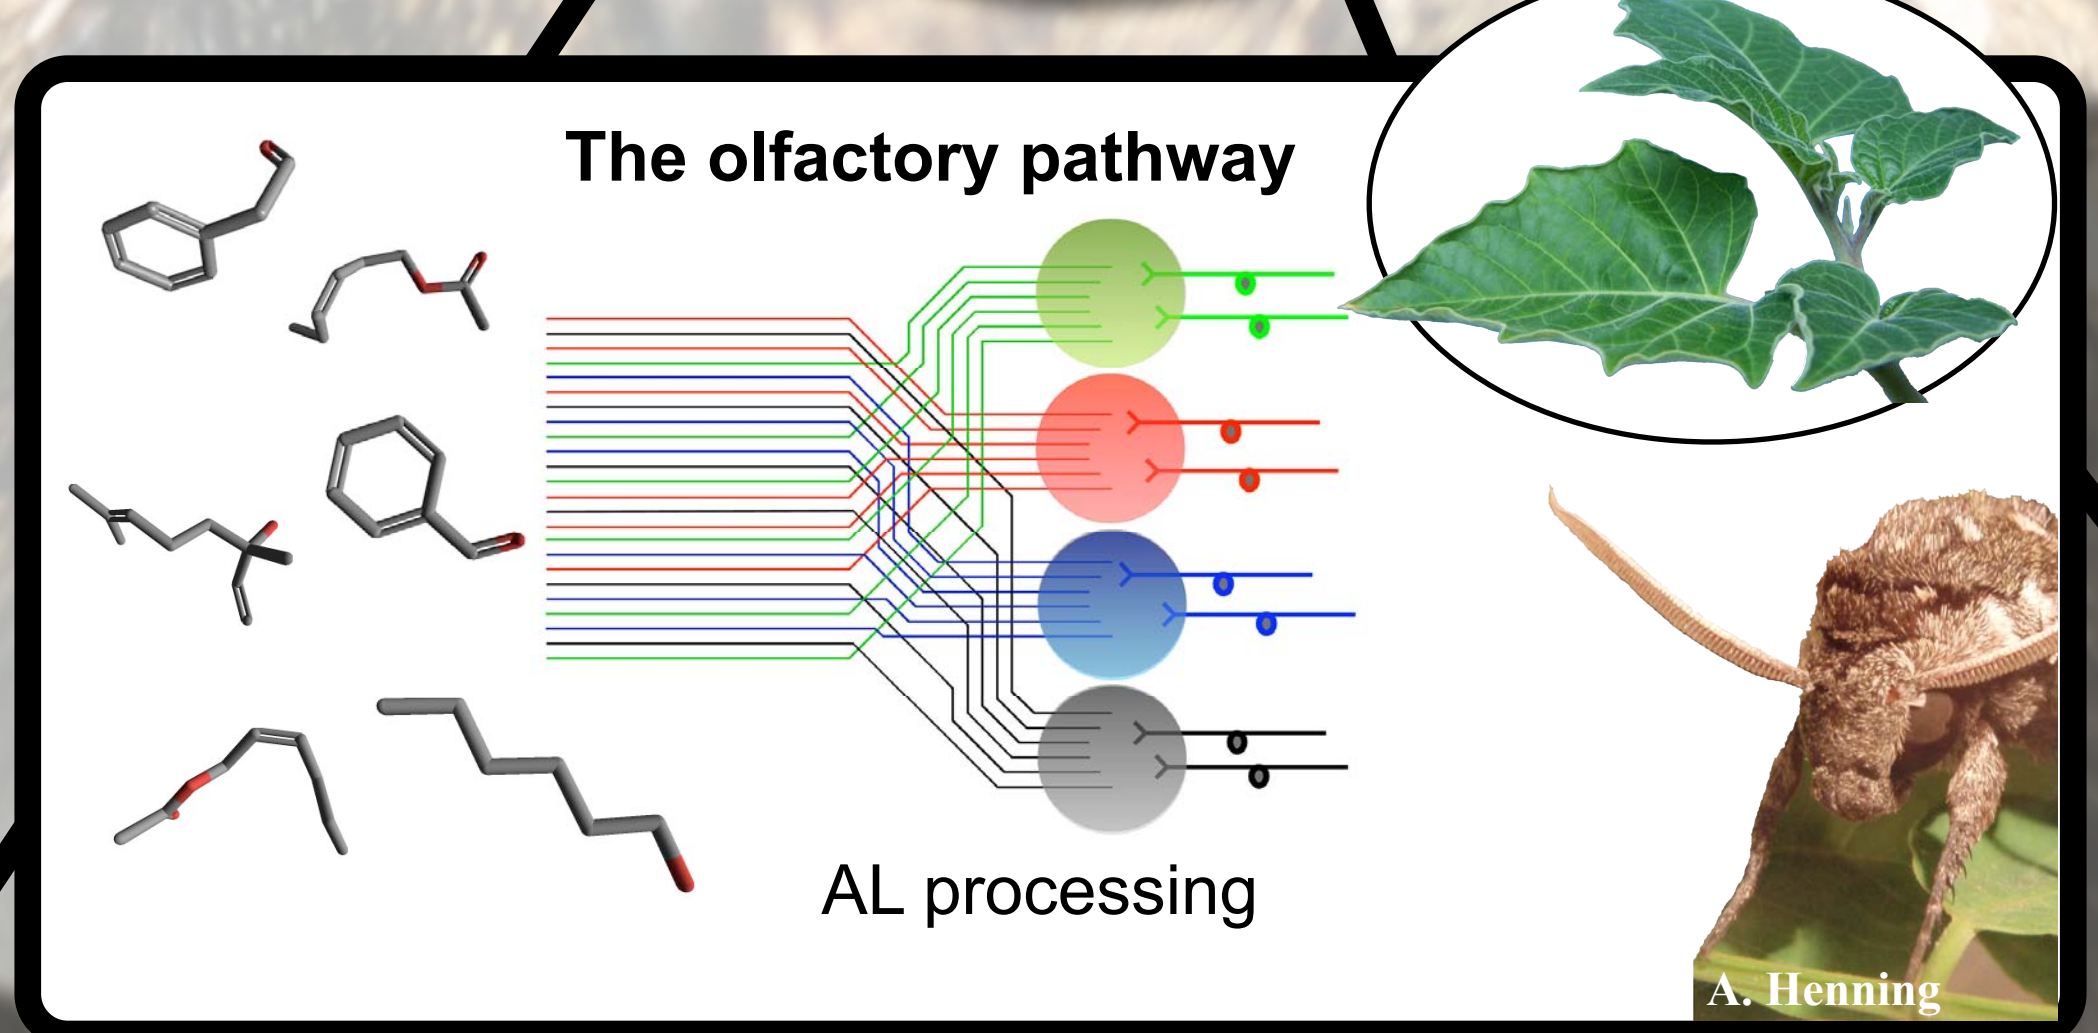 The olfactory pathway
AL processing
A. Henning